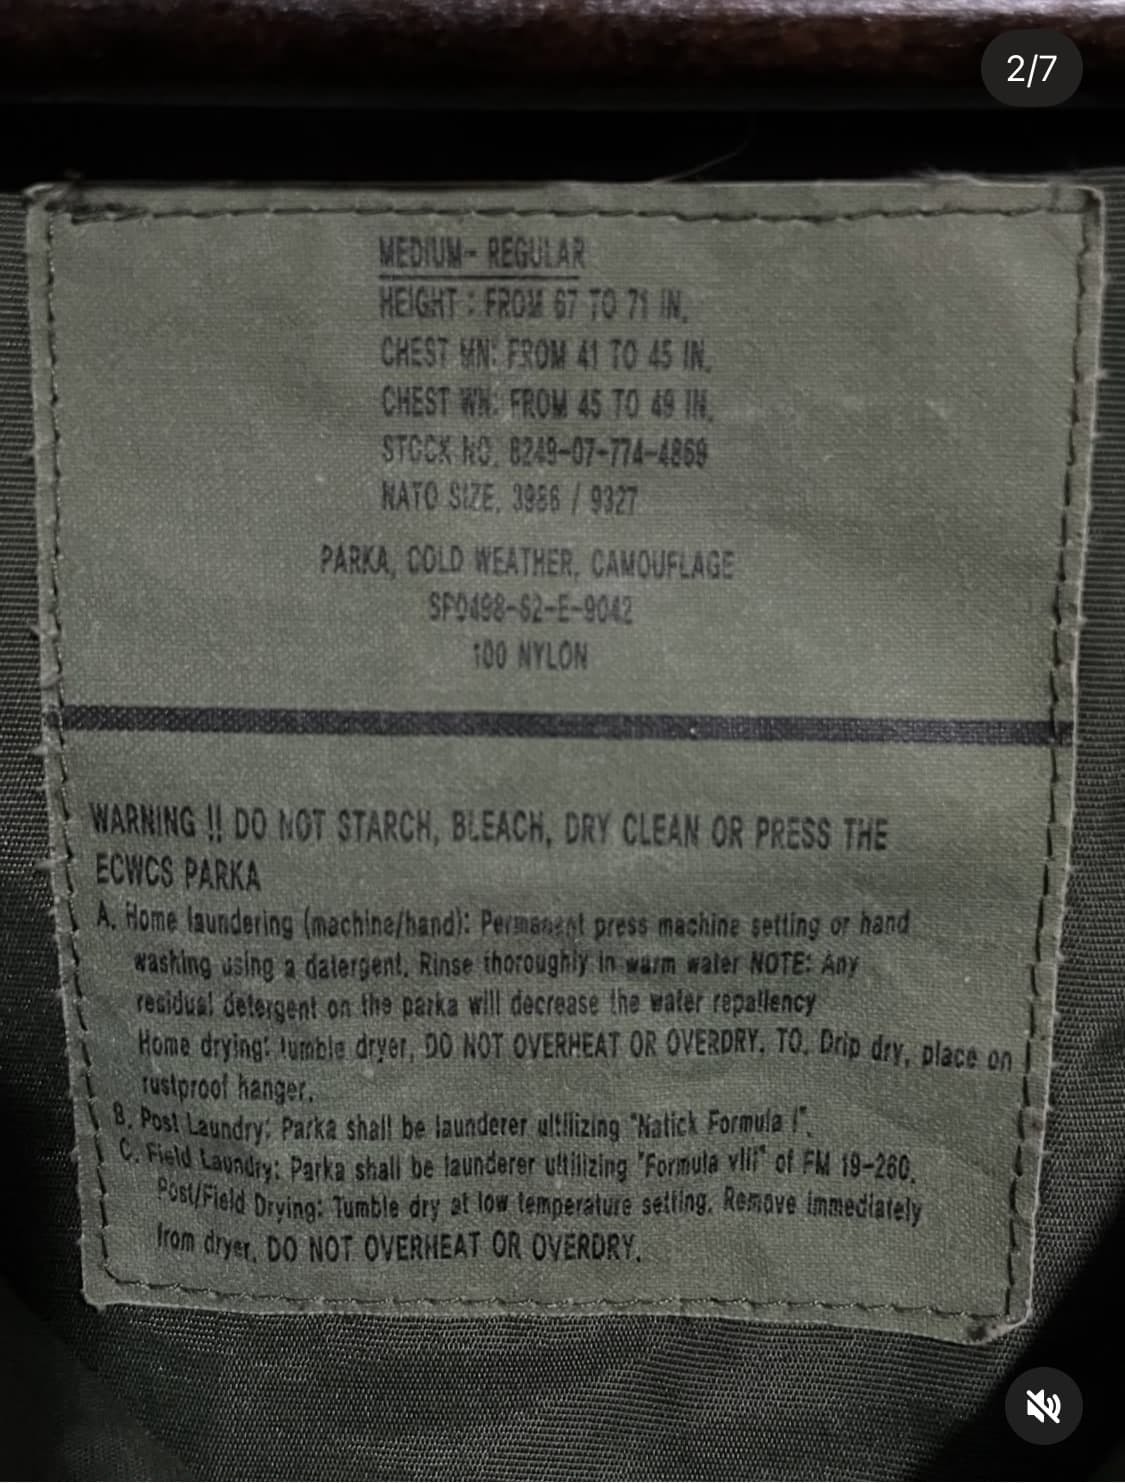 2/7
MEDIUM- REGULAR
HEIGHT : FROM 67 TO 71 IN.
CHEST MN: FROM 41 TO 45 IN.
CHEST WN: FROM 45 TO 49 IN.
STOCK NO. 8249-07-774-4869
NATO SIZE. 3986 / 9327
PARKA, COLD WEATHER, CAMOUFLAGE
SP0498-62-E-9042
100 NYLON
WARNING !! DO NOT STARCH, BLEACH, DRY CLEAN OR PRESS THE
ECWCS PARKA
A. Home laundering (machine/hand): Permanent press machine setting or hand
washing using a datergent. Rinse thoroughly in warm water NOTE: Any
residual detergent on the parka will decrease the water repallency
Home drying: tumble dryer, DO NOT OVERHEAT OR OVERDRY. TO. Drip dry, place on
rustproof hanger.
B. Post Laundry: Parka shall be launderer ultilizing "Natick Formula I".
C. Field Laundry: Parka shall be launderer ultilizing "Formula vlii" of FM 19-260.
Post/Field Drying: Tumble dry at low temperature setting. Remove immediately
from dryer. DO NOT OVERHEAT OR OVERDRY.